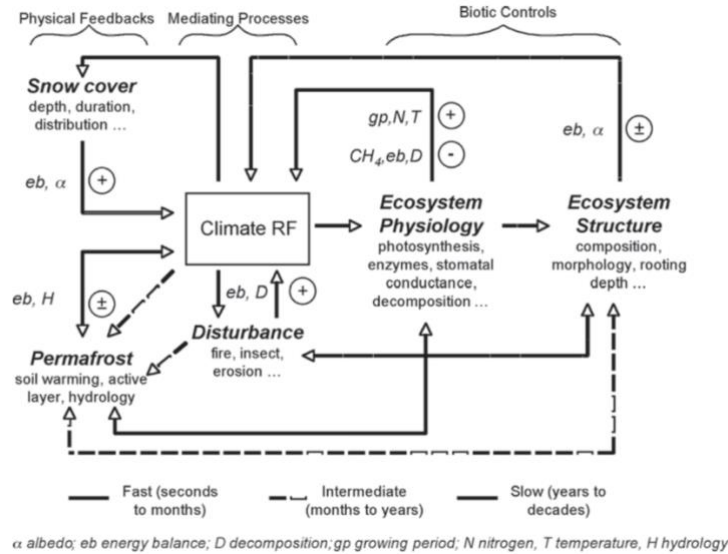 Physical Feedbacks
Mediating Processes
Biotic Controls
Snow cover
depth, duration,
distribution ...
eb, α
+
eb, H
±
Permafrost
soil warming, active
layer, hydrology
Climate RF
eb, D
+
Disturbance
fire, insect,
erosion ...
gp,N,T
+
CH₄,eb,D
-
Ecosystem
Physiology
photosynthesis,
enzymes, stomatal
conductance,
decomposition ...
eb, α
±
Ecosystem
Structure
composition,
morphology, rooting
depth ...
Fast (seconds
to months)
Intermediate
(months to years)
Slow (years to
decades)
α albedo; eb energy balance; D decomposition; gp growing period; N nitrogen, T temperature, H hydrology